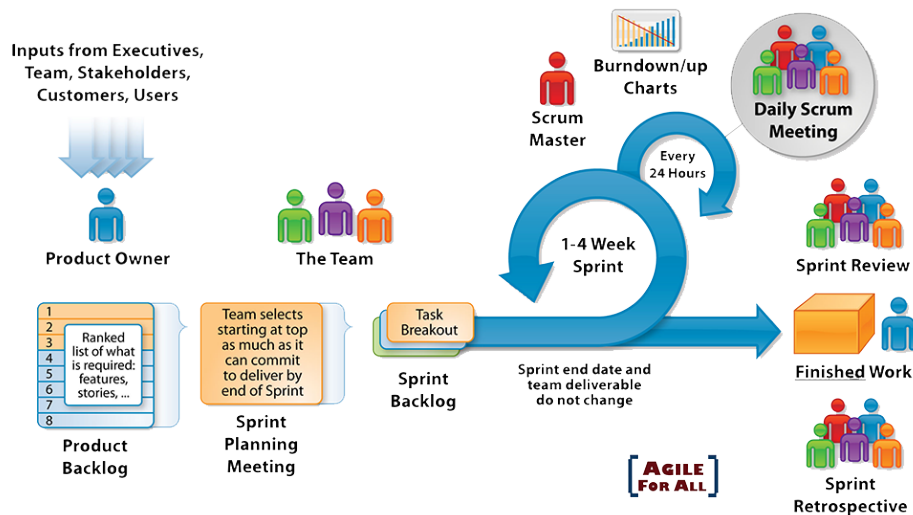 Inputs from Executives,
Team, Stakeholders,
Customers, Users
Product Owner
The Team
Scrum
Master
Burndown/up
Charts
Daily Scrum
Meeting
Every
24 Hours
1-4 Week
Sprint
Sprint Review
1
2
3
4
5
6
7
8
Ranked
list of what
is required:
features,
stories, ...
Product
Backlog
Team selects
starting at top
as much as it
can commit
to deliver by
end of Sprint
Sprint
Planning
Meeting
Task
Breakout
Sprint
Backlog
Sprint end date and
team deliverable
do not change
Finished Work
Sprint
Retrospective
AGILE
FOR ALL